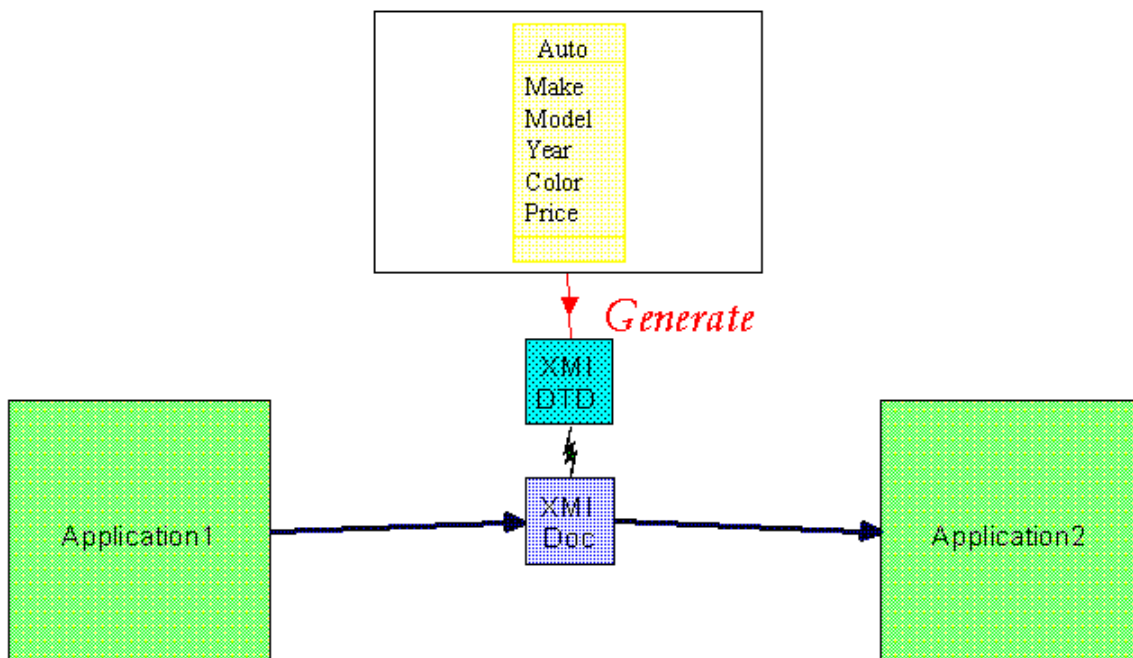 Auto
Make
Model
Year
Color
Price
Generate
XMI
DTD
Application1
XMI
Doc
Application2